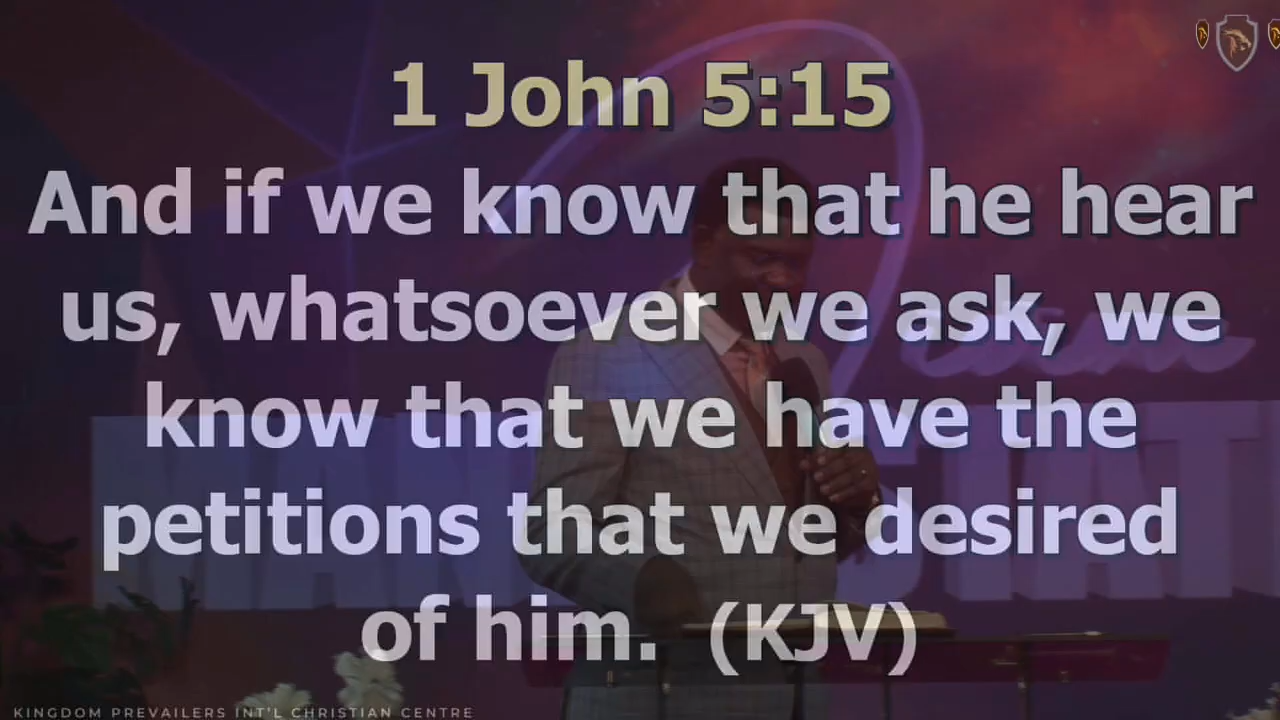 1 John 5:15
And if we know that he hear
us, whatsoever we ask, we
know that we have the
petitions that we desired
of him. (KJV)
KINGDOM PREVAILERS INT'L CHRISTIAN CENTRE